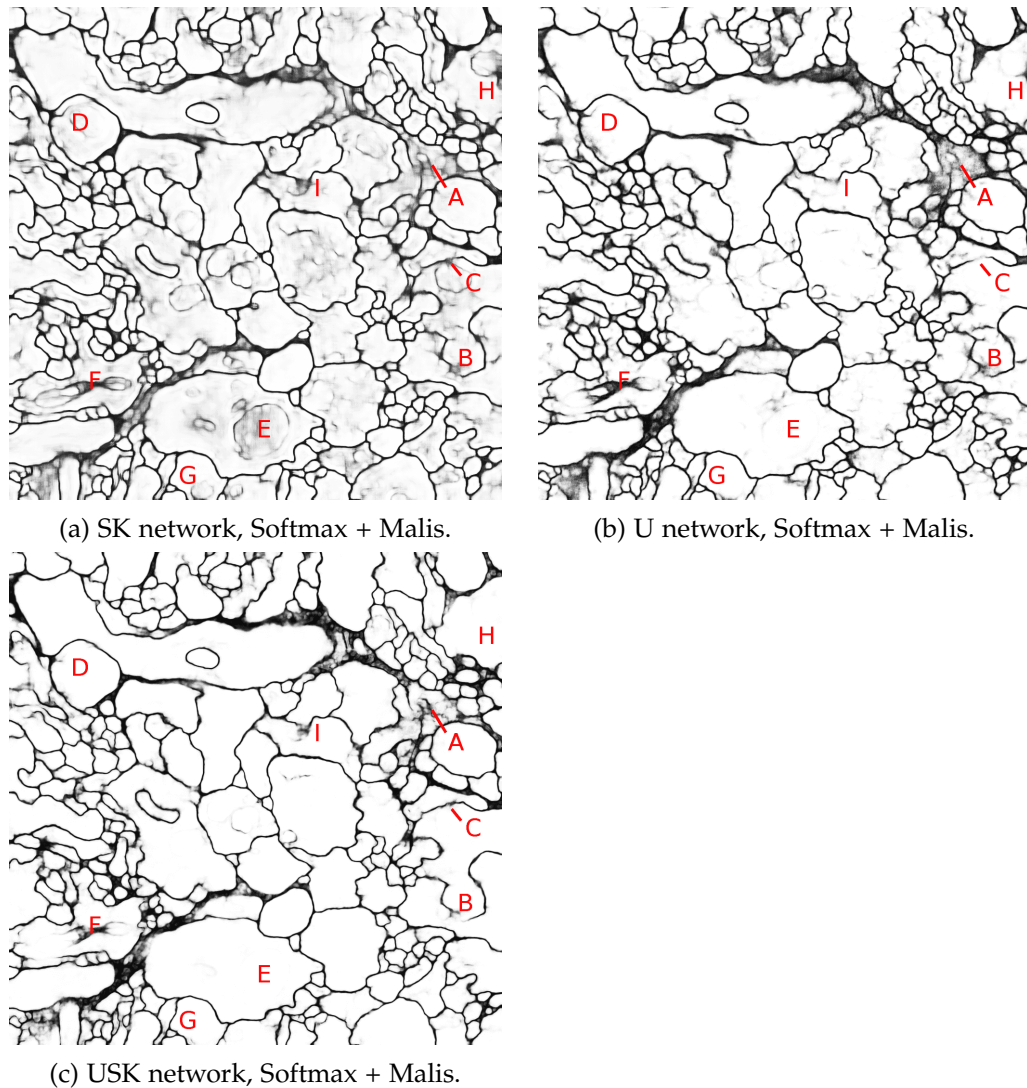 H
D
I
A
C
B
F
E
G
H
D
I
A
C
B
F
E
G
(a) SK network, Softmax + Malis.
(b) U network, Softmax + Malis.
H
D
I
A
C
B
F
E
G
(c) USK network, Softmax + Malis.